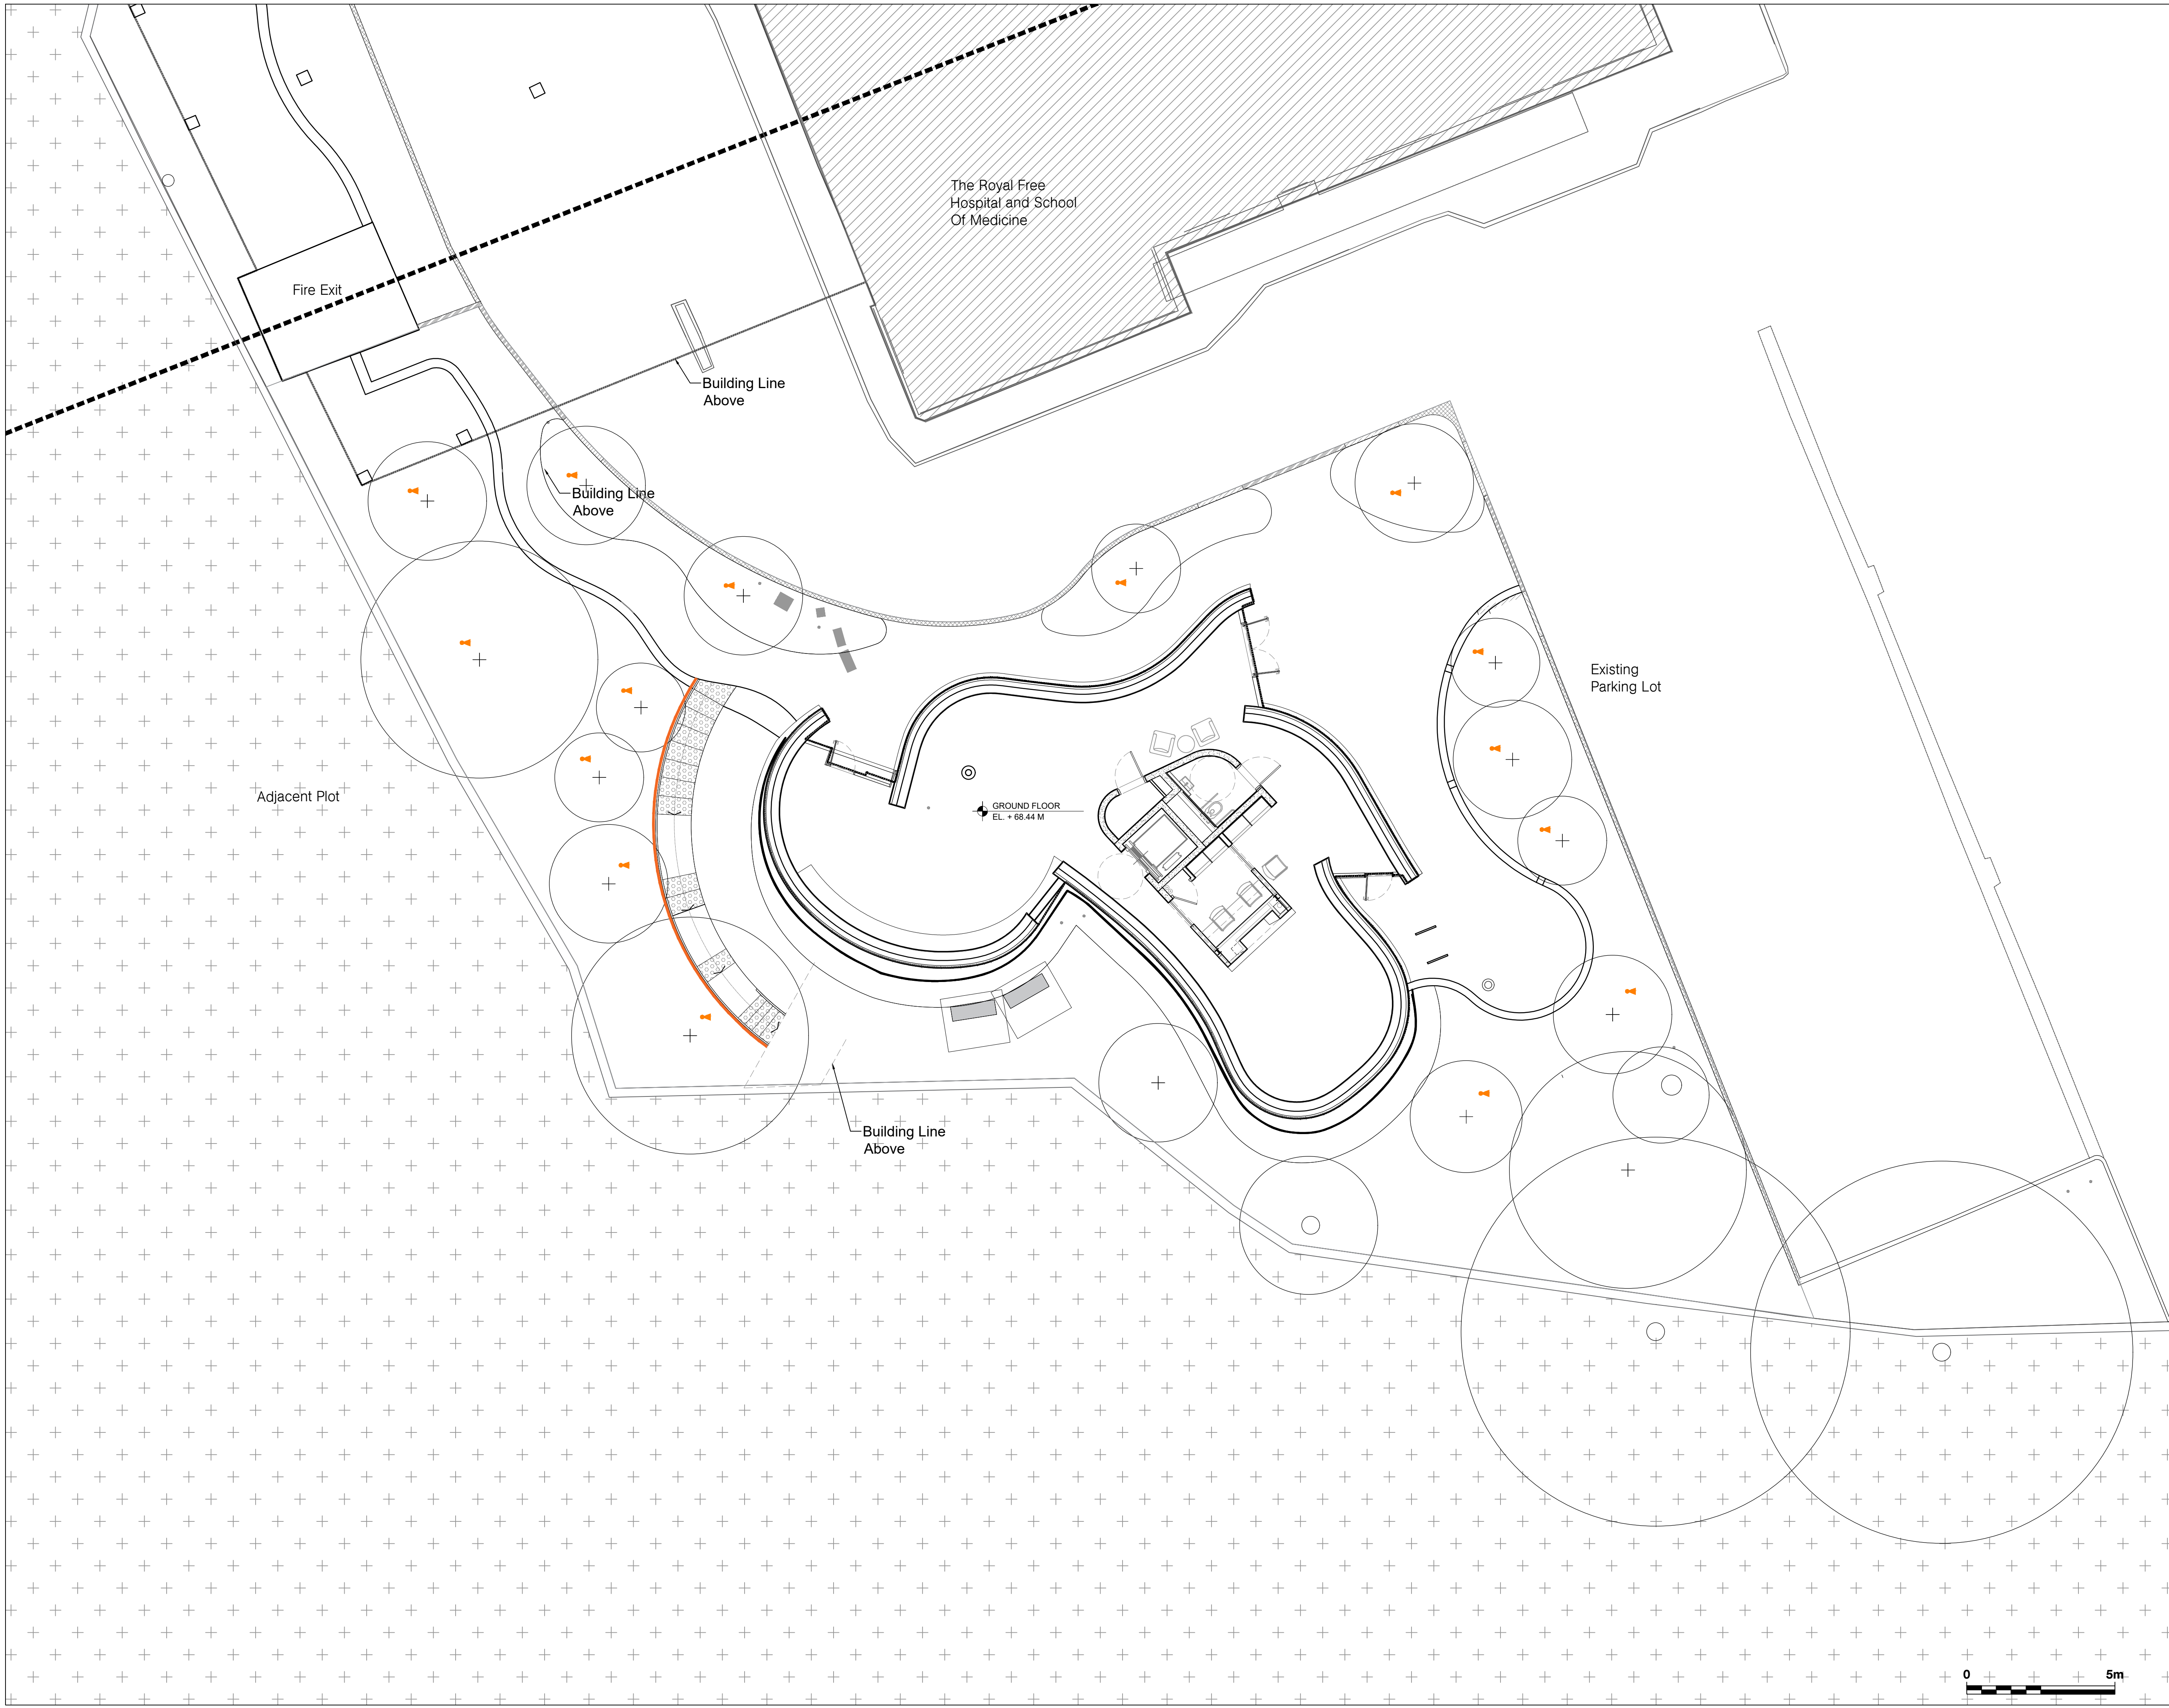 The Royal Free
Hospital and School
Of Medicine
Fire Exit
Building Line
Above
Building Line
Above
Existing
Parking Lot
Adjacent Plot
GROUND FLOOR
EL. + 68.44 M
Building Line
Above
0 5m